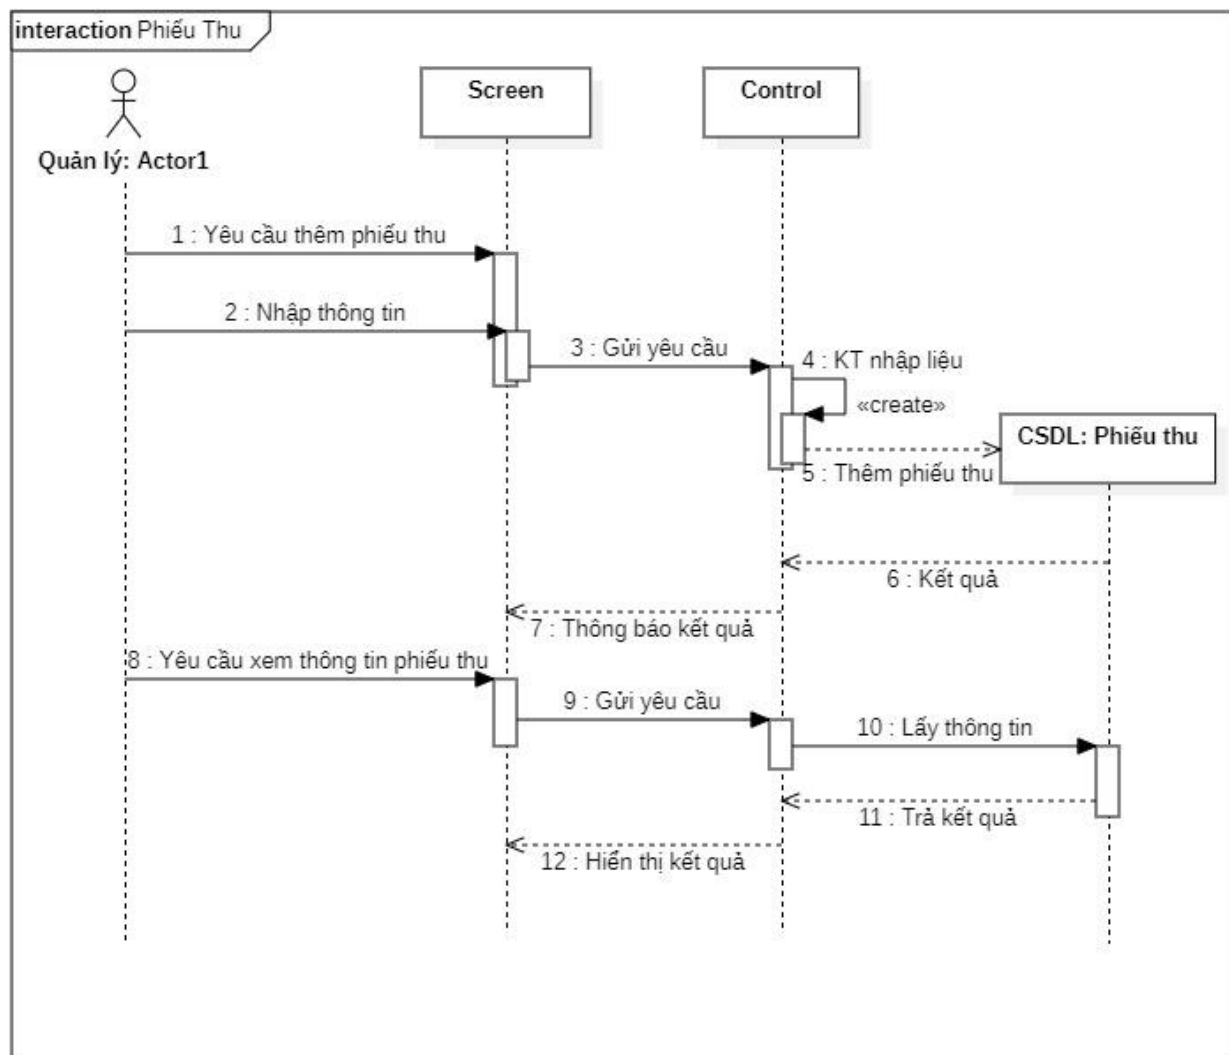 interaction Phiếu Thu
Screen
Control
Quản lý: Actor1
1 : Yêu cầu thêm phiếu thu
2 : Nhập thông tin
3 : Gửi yêu cầu
4 : KT nhập liệu
«create»
CSDL: Phiếu thu
5 : Thêm phiếu thu
6 : Kết quả
7 : Thông báo kết quả
8 : Yêu cầu xem thông tin phiếu thu
9 : Gửi yêu cầu
10 : Lấy thông tin
11 : Trả kết quả
12 : Hiển thị kết quả